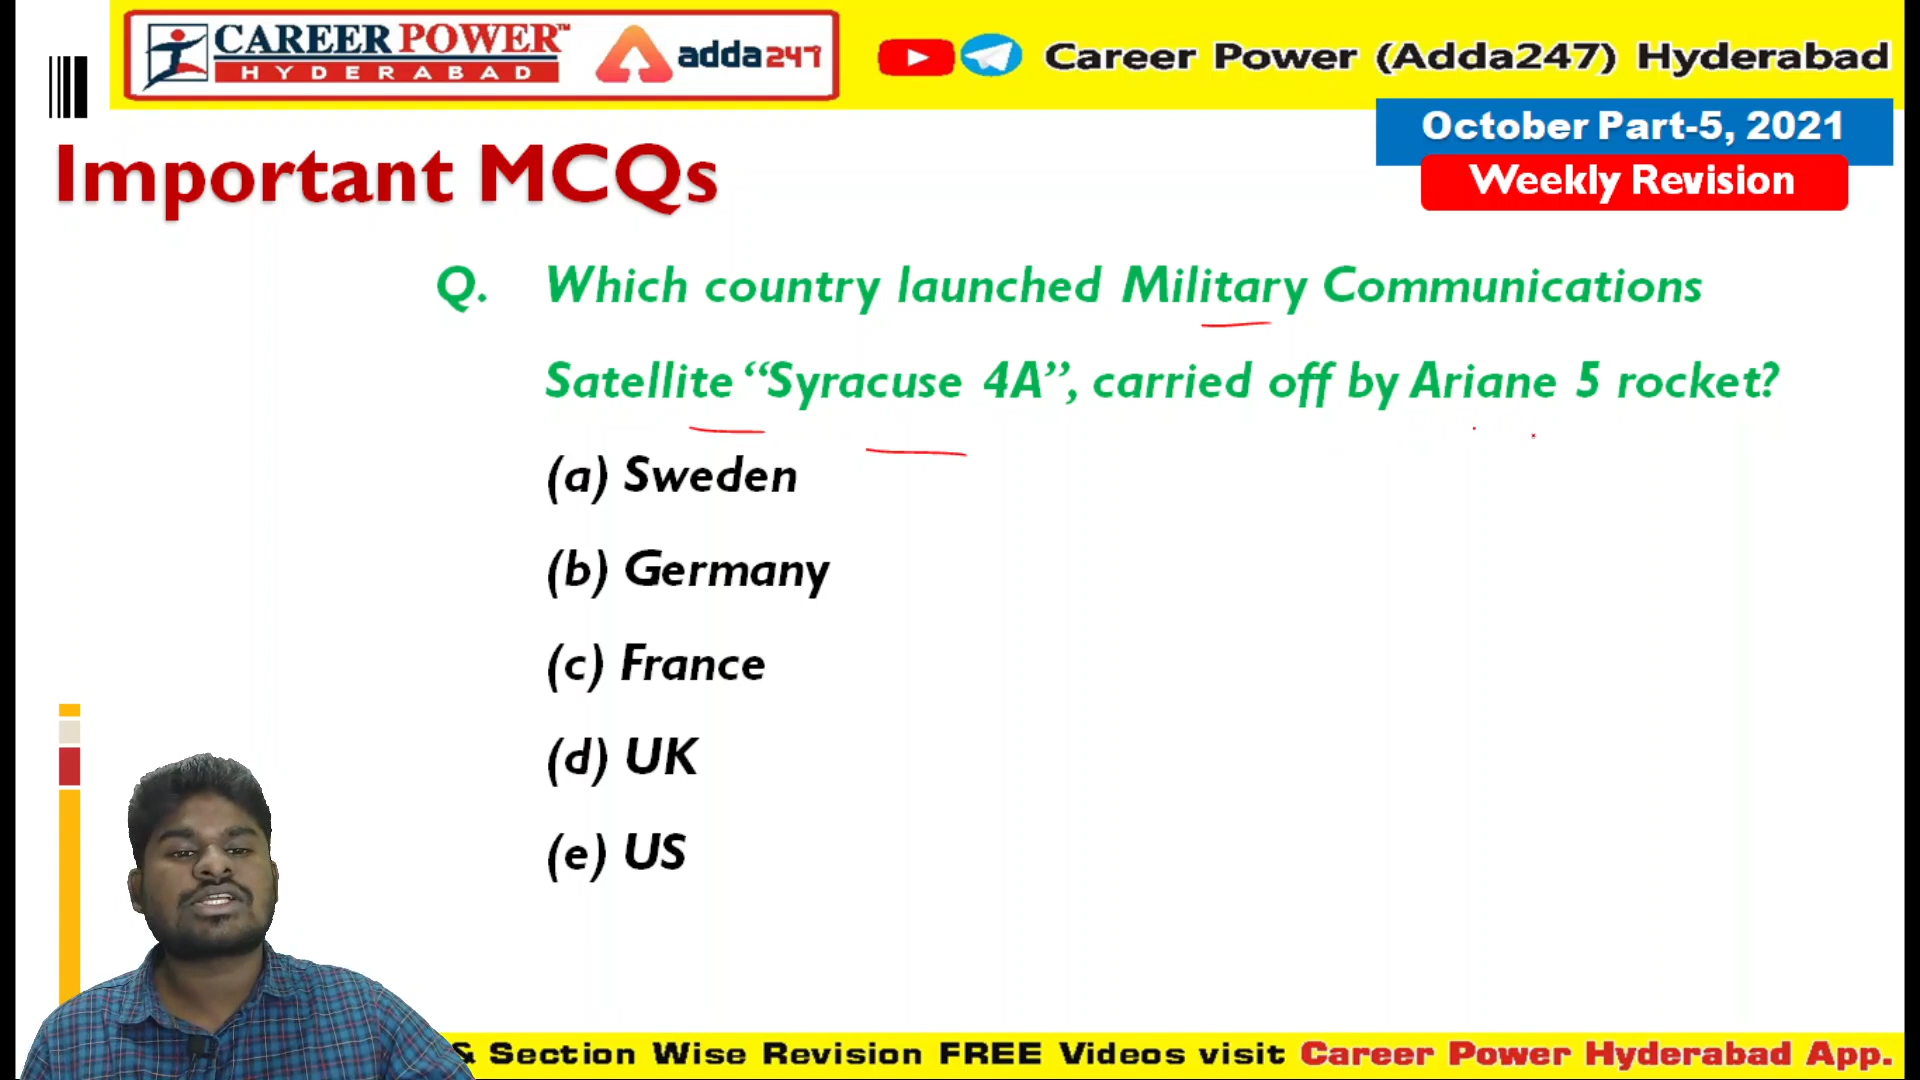 CAREER POWER™
HYDERABAD
adda247
Career Power (Adda247) Hyderabad
October Part-5, 2021
Weekly Revision
Important MCQs
Q. Which country launched Military Communications
Satellite “Syracuse 4A”, carried off by Ariane 5 rocket?
(a) Sweden
(b) Germany
(c) France
(d) UK
(e) US
& Section Wise Revision FREE Videos visit Career Power Hyderabad App.